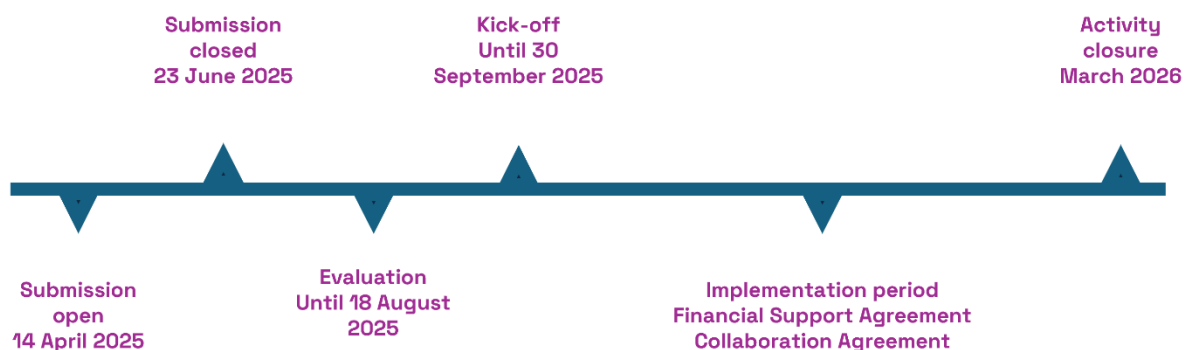 Submission
closed
23 June 2025
Kick-off
Until 30
September 2025
Activity
closure
March 2026
Submission
open
14 April 2025
Evaluation
Until 18 August
2025
Implementation period
Financial Support Agreement
Collaboration Agreement